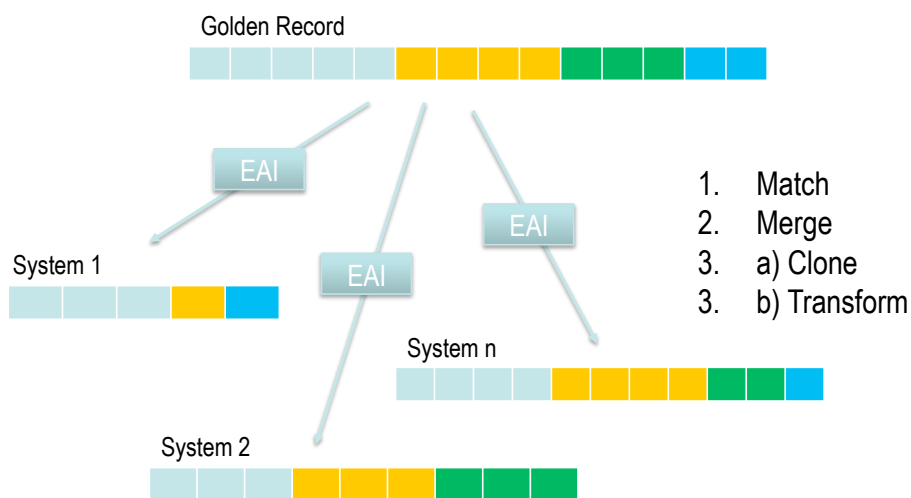 Golden Record
EAI
EAI
EAI
1. Match
2. Merge
3. a) Clone
3. b) Transform
System 1
System n
System 2